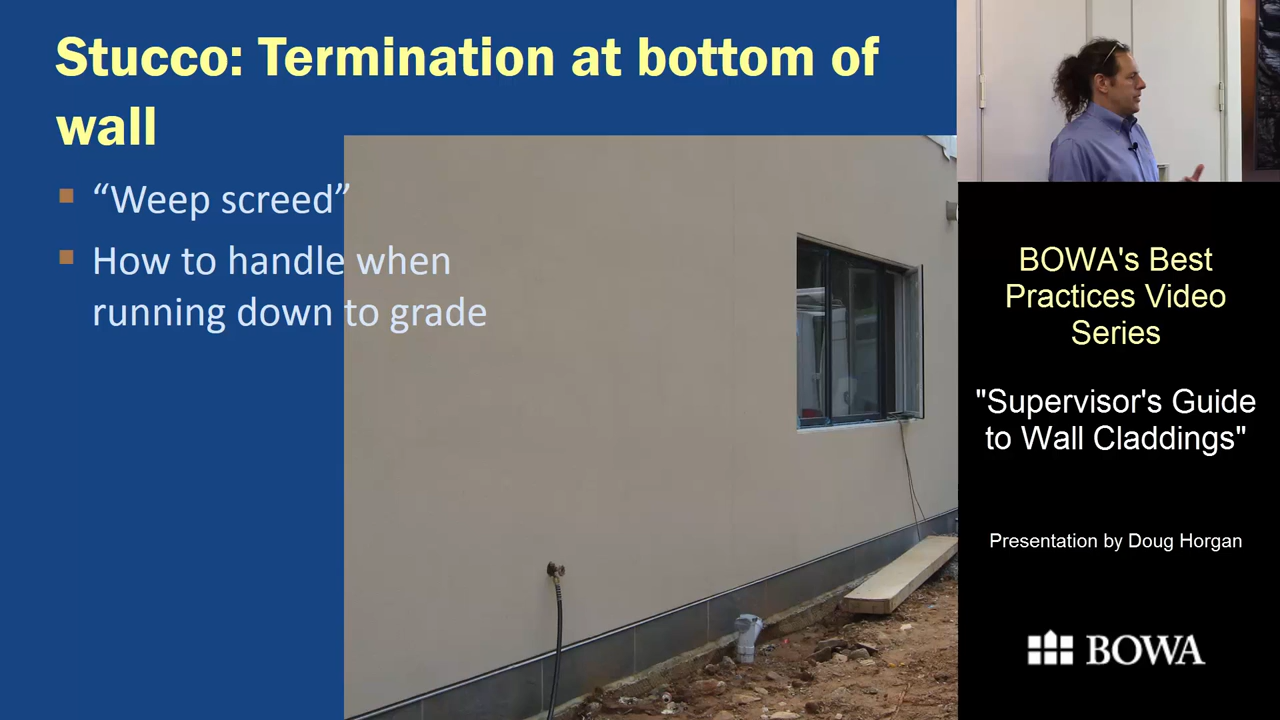 Stucco: Termination at bottom of
wall
“Weep screed”
How to handle when
running down to grade
BOWA's Best
Practices Video
Series
"Supervisor's Guide
to Wall Claddings"
Presentation by Doug Horgan
BOWA